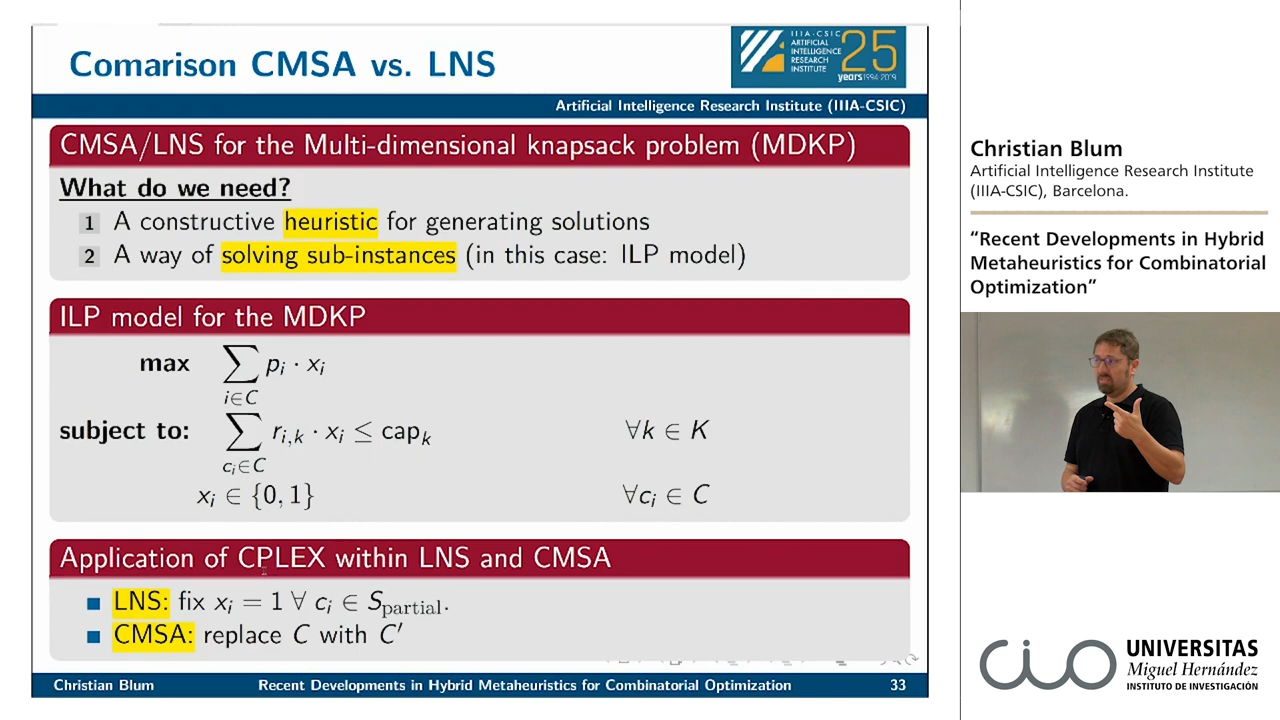 Comarison CMSA vs. LNS
IIIA-CSIC
ARTIFICIAL
INTELLIGENCE
RESEARCH
INSTITUTE
25
years 1994-2019
Artificial Intelligence Research Institute (IIIA-CSIC)
CMSA/LNS for the Multi-dimensional knapsack problem (MDKP)
What do we need?
1 A constructive heuristic for generating solutions
2 A way of solving sub-instances (in this case: ILP model)
ILP model for the MDKP
max ∑_{i∈C} p_i · x_i
subject to: ∑_{c_i∈C} r_{i,k} · x_i ≤ cap_k ∀k ∈ K
x_i ∈ {0, 1} ∀c_i ∈ C
Application of CPLEX within LNS and CMSA
LNS: fix x_i = 1 ∀ c_i ∈ S_partial.
CMSA: replace C with C′
Christian Blum Recent Developments in Hybrid Metaheuristics for Combinatorial Optimization 33
Christian Blum
Artificial Intelligence Research Institute
(IIIA-CSIC), Barcelona.
“Recent Developments in Hybrid
Metaheuristics for Combinatorial
Optimization”
cio
UNIVERSITAS
Miguel Hernández
INSTITUTO DE INVESTIGACIÓN